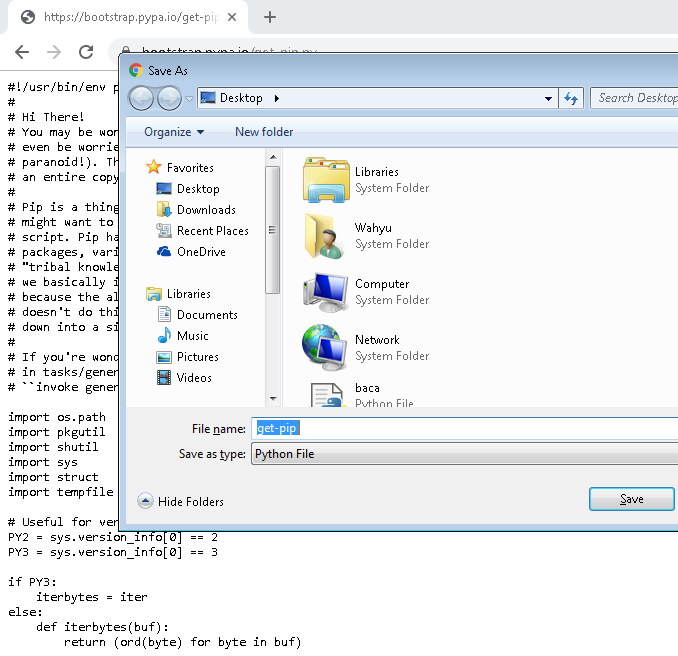 https://bootstrap.pypa.io/get-pip
bootstrap.pypa.io/get-pip.py
Save As
Desktop
Search Desktop
Organize
New folder
Favorites
Desktop
Downloads
Recent Places
OneDrive
Libraries
Documents
Music
Pictures
Videos
Libraries
System Folder
Wahyu
System Folder
Computer
System Folder
Network
System Folder
baca
Python File
File name: get-pip
Save as type: Python File
Hide Folders
Save
#!/usr/bin/env p
#
# Hi There!
# You may be wor
# even be worrie
# paranoid!). Th
# an entire copy
#
# Pip is a thing
# might want to
# script. Pip ha
# packages, vari
# "tribal knowle
# we basically i
# because the al
# doesn't do thi
# down into a si
#
# If you're wond
# in tasks/gener
# ``invoke gener
import os.path
import pkgutil
import shutil
import sys
import struct
import tempfile
# Useful for ver
PY2 = sys.version_info[0] == 2
PY3 = sys.version_info[0] == 3
if PY3:
    iterbytes = iter
else:
    def iterbytes(buf):
        return (ord(byte) for byte in buf)